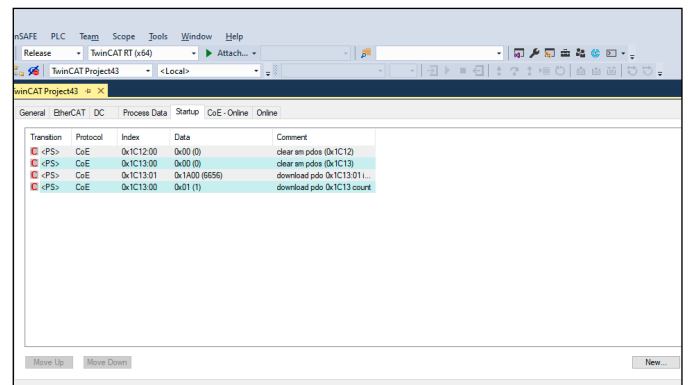 nSAFE PLC Team Scope Tools Window Help
Release TwinCAT RT (x64) Attach...
TwinCAT Project43 <Local>
winCAT Project43
General EtherCAT DC Process Data Startup CoE - Online Online
Transition Protocol Index Data Comment
<PS> CoE 0x1C12:00 0x00 (0) clear sm pdos (0x1C12)
<PS> CoE 0x1C13:00 0x00 (0) clear sm pdos (0x1C13)
<PS> CoE 0x1C13:01 0x1A00 (6656) download pdo 0x1C13:01 i...
<PS> CoE 0x1C13:00 0x01 (1) download pdo 0x1C13 count
Move Up Move Down New...